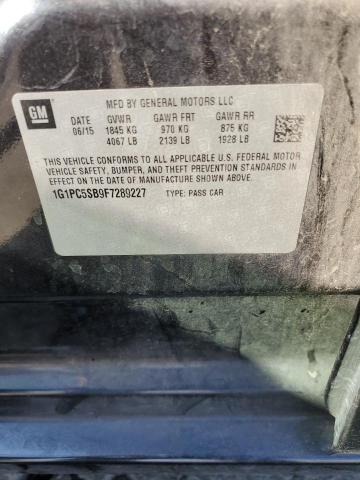 GM
MFD BY GENERAL MOTORS LLC
DATE GVWR GAWR FRT GAWR RR
06/15 1845 KG 970 KG 875 KG
4067 LB 2139 LB 1928 LB
THIS VEHICLE CONFORMS TO ALL APPLICABLE U.S. FEDERAL MOTOR
VEHICLE SAFETY, BUMPER, AND THEFT PREVENTION STANDARDS IN
EFFECT ON THE DATE OF MANUFACTURE SHOWN ABOVE.
1G1PC5SB9F7289227 TYPE: PASS CAR